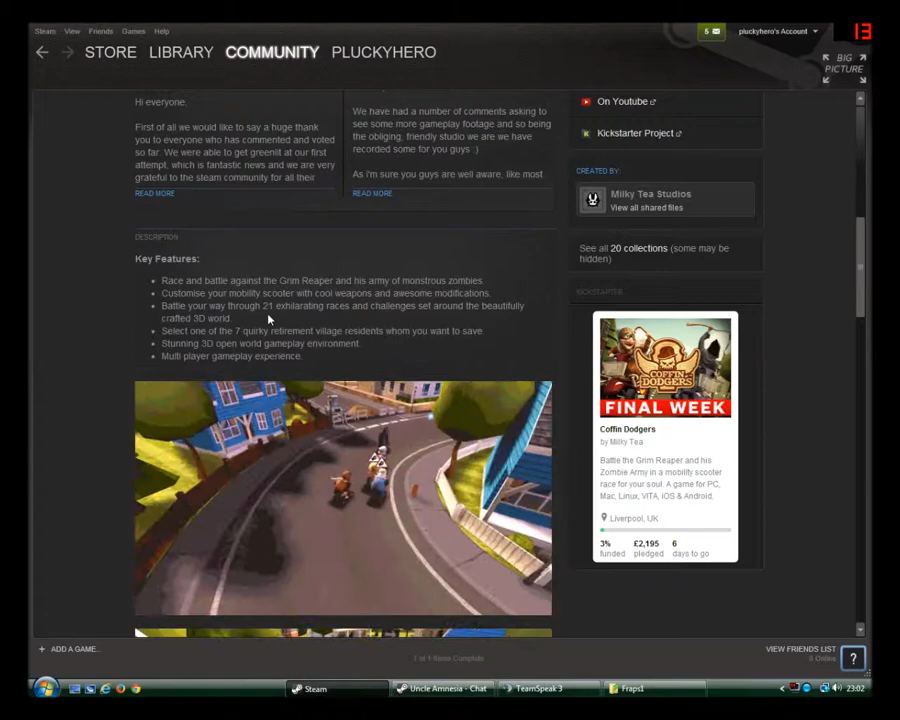 Steam View Friends Games Help
5
pluckyhero's Account
13
STORE LIBRARY COMMUNITY PLUCKYHERO
BIG
PICTURE
Hi everyone,
First of all we would like to say a huge thank
you to everyone who has commented and voted
so far. We were able to get greenlit at our first
attempt, which is fantastic news and we are very
grateful to the steam community for all their
READ MORE
We have had a number of comments asking to
see some more gameplay footage and so being
the obliging, friendly studio we are we have
recorded some for you guys :)
As i'm sure you guys are well aware, like most
READ MORE
On Youtube
Kickstarter Project
CREATED BY:
Milky Tea Studios
View all shared files
See all 20 collections (some may be
hidden)
DESCRIPTION
Key Features:
Race and battle against the Grim Reaper and his army of monstrous zombies.
Customise your mobility scooter with cool weapons and awesome modifications.
Battle your way through 21 exhilarating races and challenges set around the beautifully
crafted 3D world.
Select one of the 7 quirky retirement village residents whom you want to save.
Stunning 3D open world gameplay environment.
Multi player gameplay experience.
KICKSTARTER
COFFIN
DODGERS
FINAL WEEK
Coffin Dodgers
by Milky Tea
Battle the Grim Reaper and his
Zombie Army in a mobility scooter
race for your soul. A game for PC,
Mac, Linux, VITA, iOS & Android.
Liverpool, UK
3% £2,195 6
funded pledged days to go
+ ADD A GAME...
1 of 1 Items Complete
VIEW FRIENDS LIST
0 Online
?
Steam
Uncle Amnesia - Chat
TeamSpeak 3
Fraps1
23:02